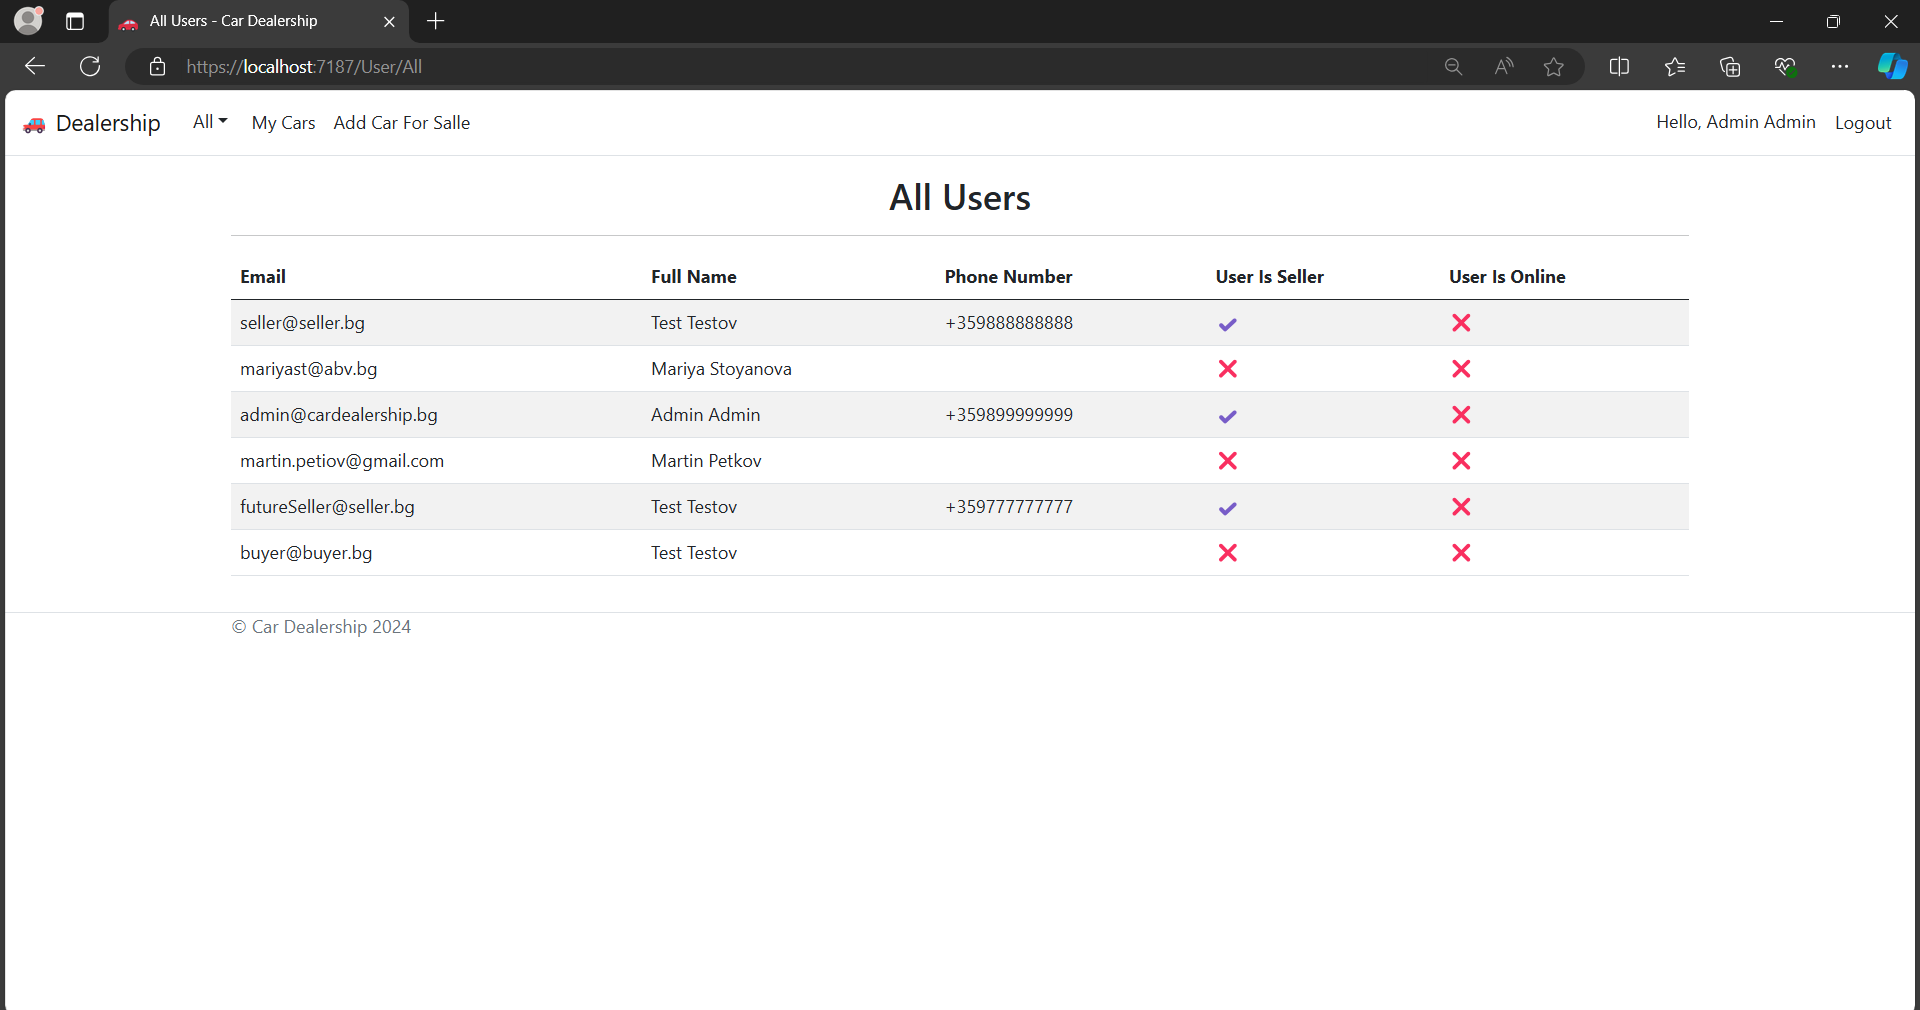 All Users - Car Dealership
https://localhost:7187/User/All
Dealership All My Cars Add Car For Salle Hello, Admin Admin Logout
All Users
Email Full Name Phone Number User Is Seller User Is Online
seller@seller.bg Test Testov +359888888888
mariyast@abv.bg Mariya Stoyanova
admin@cardealership.bg Admin Admin +359899999999
martin.petiov@gmail.com Martin Petkov
futureSeller@seller.bg Test Testov +359777777777
buyer@buyer.bg Test Testov
© Car Dealership 2024